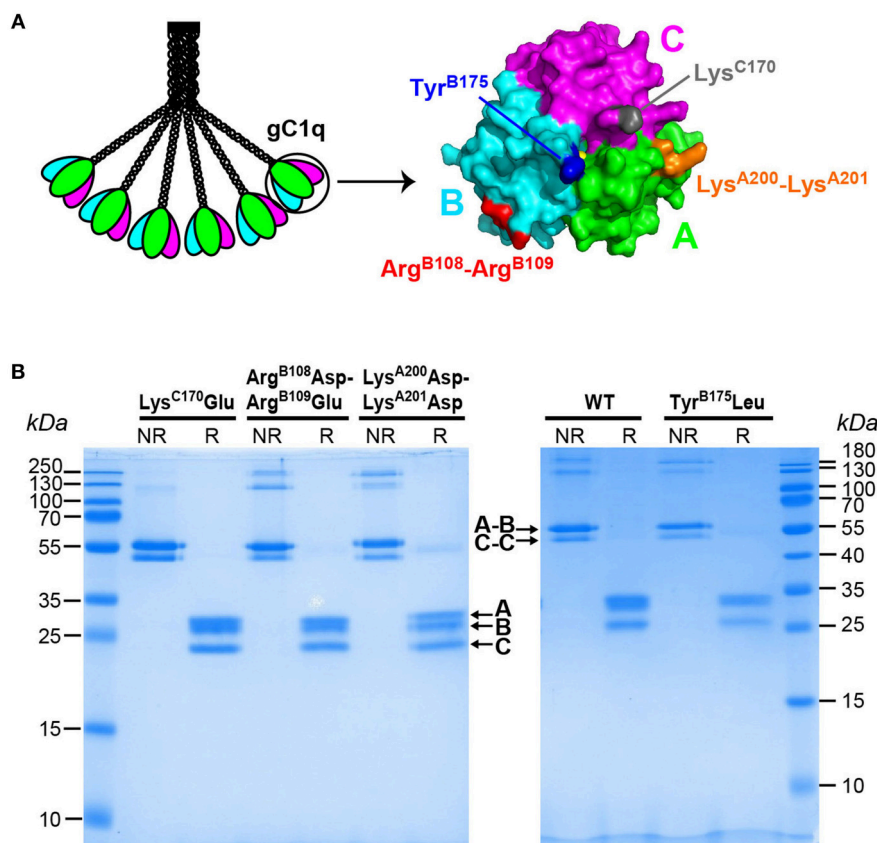 A
gC1q
Tyr^B175
C
Lys^C170
Lys^A200-Lys^A201
B
A
Arg^B108-Arg^B109
B
kDa
Lys^C170Glu
Arg^B108Asp-
Arg^B109Glu
Lys^A200Asp-
Lys^A201Asp
NR R NR R NR R
250
130
100
70
55
35
25
15
10
A-B
C-C
A
B
C
WT
Tyr^B175Leu
kDa
NR R NR R
180
130
100
70
55
40
35
25
15
10